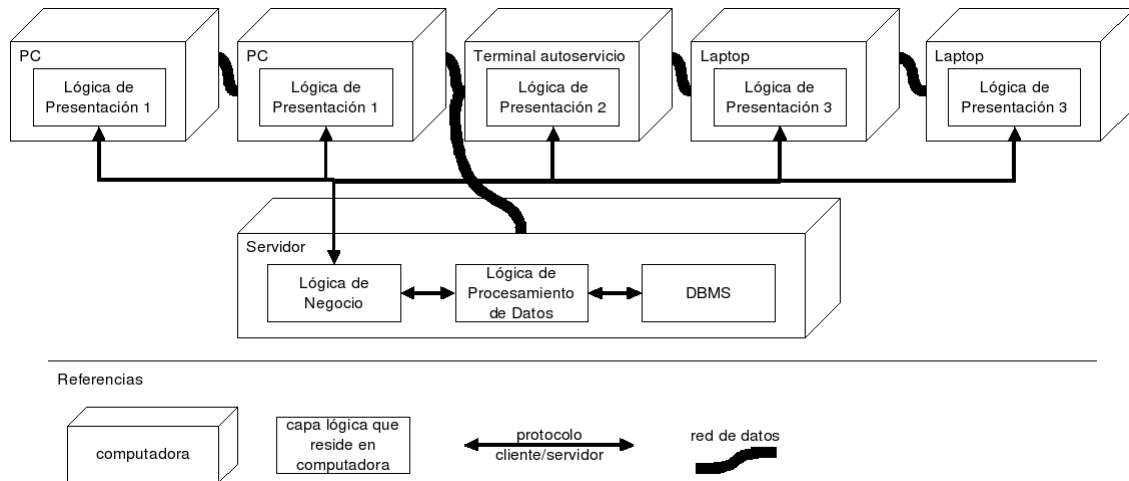 PC
PC
Terminal autoservicio
Laptop
Laptop
Lógica de
Presentación 1
Lógica de
Presentación 1
Lógica de
Presentación 2
Lógica de
Presentación 3
Lógica de
Presentación 3
Servidor
Lógica de
Negocio
Lógica de
Procesamiento
de Datos
DBMS
Referencias
computadora
capa lógica que
reside en
computadora
protocolo
cliente/servidor
red de datos